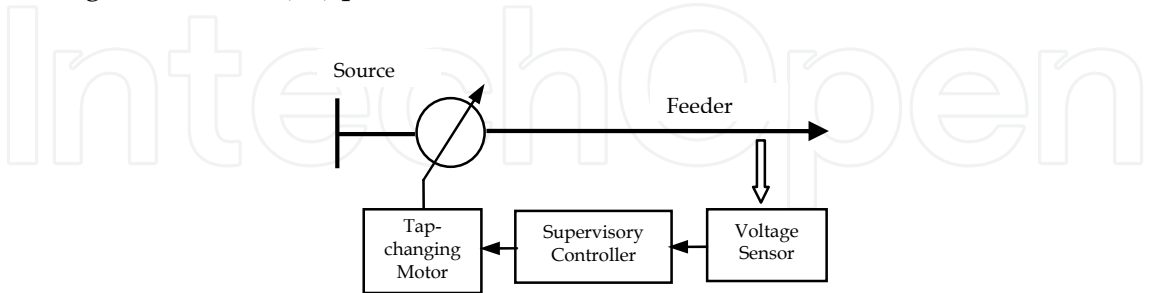 IntechOpen
Source
Feeder
Tap-
changing
Motor
Supervisory
Controller
Voltage
Sensor